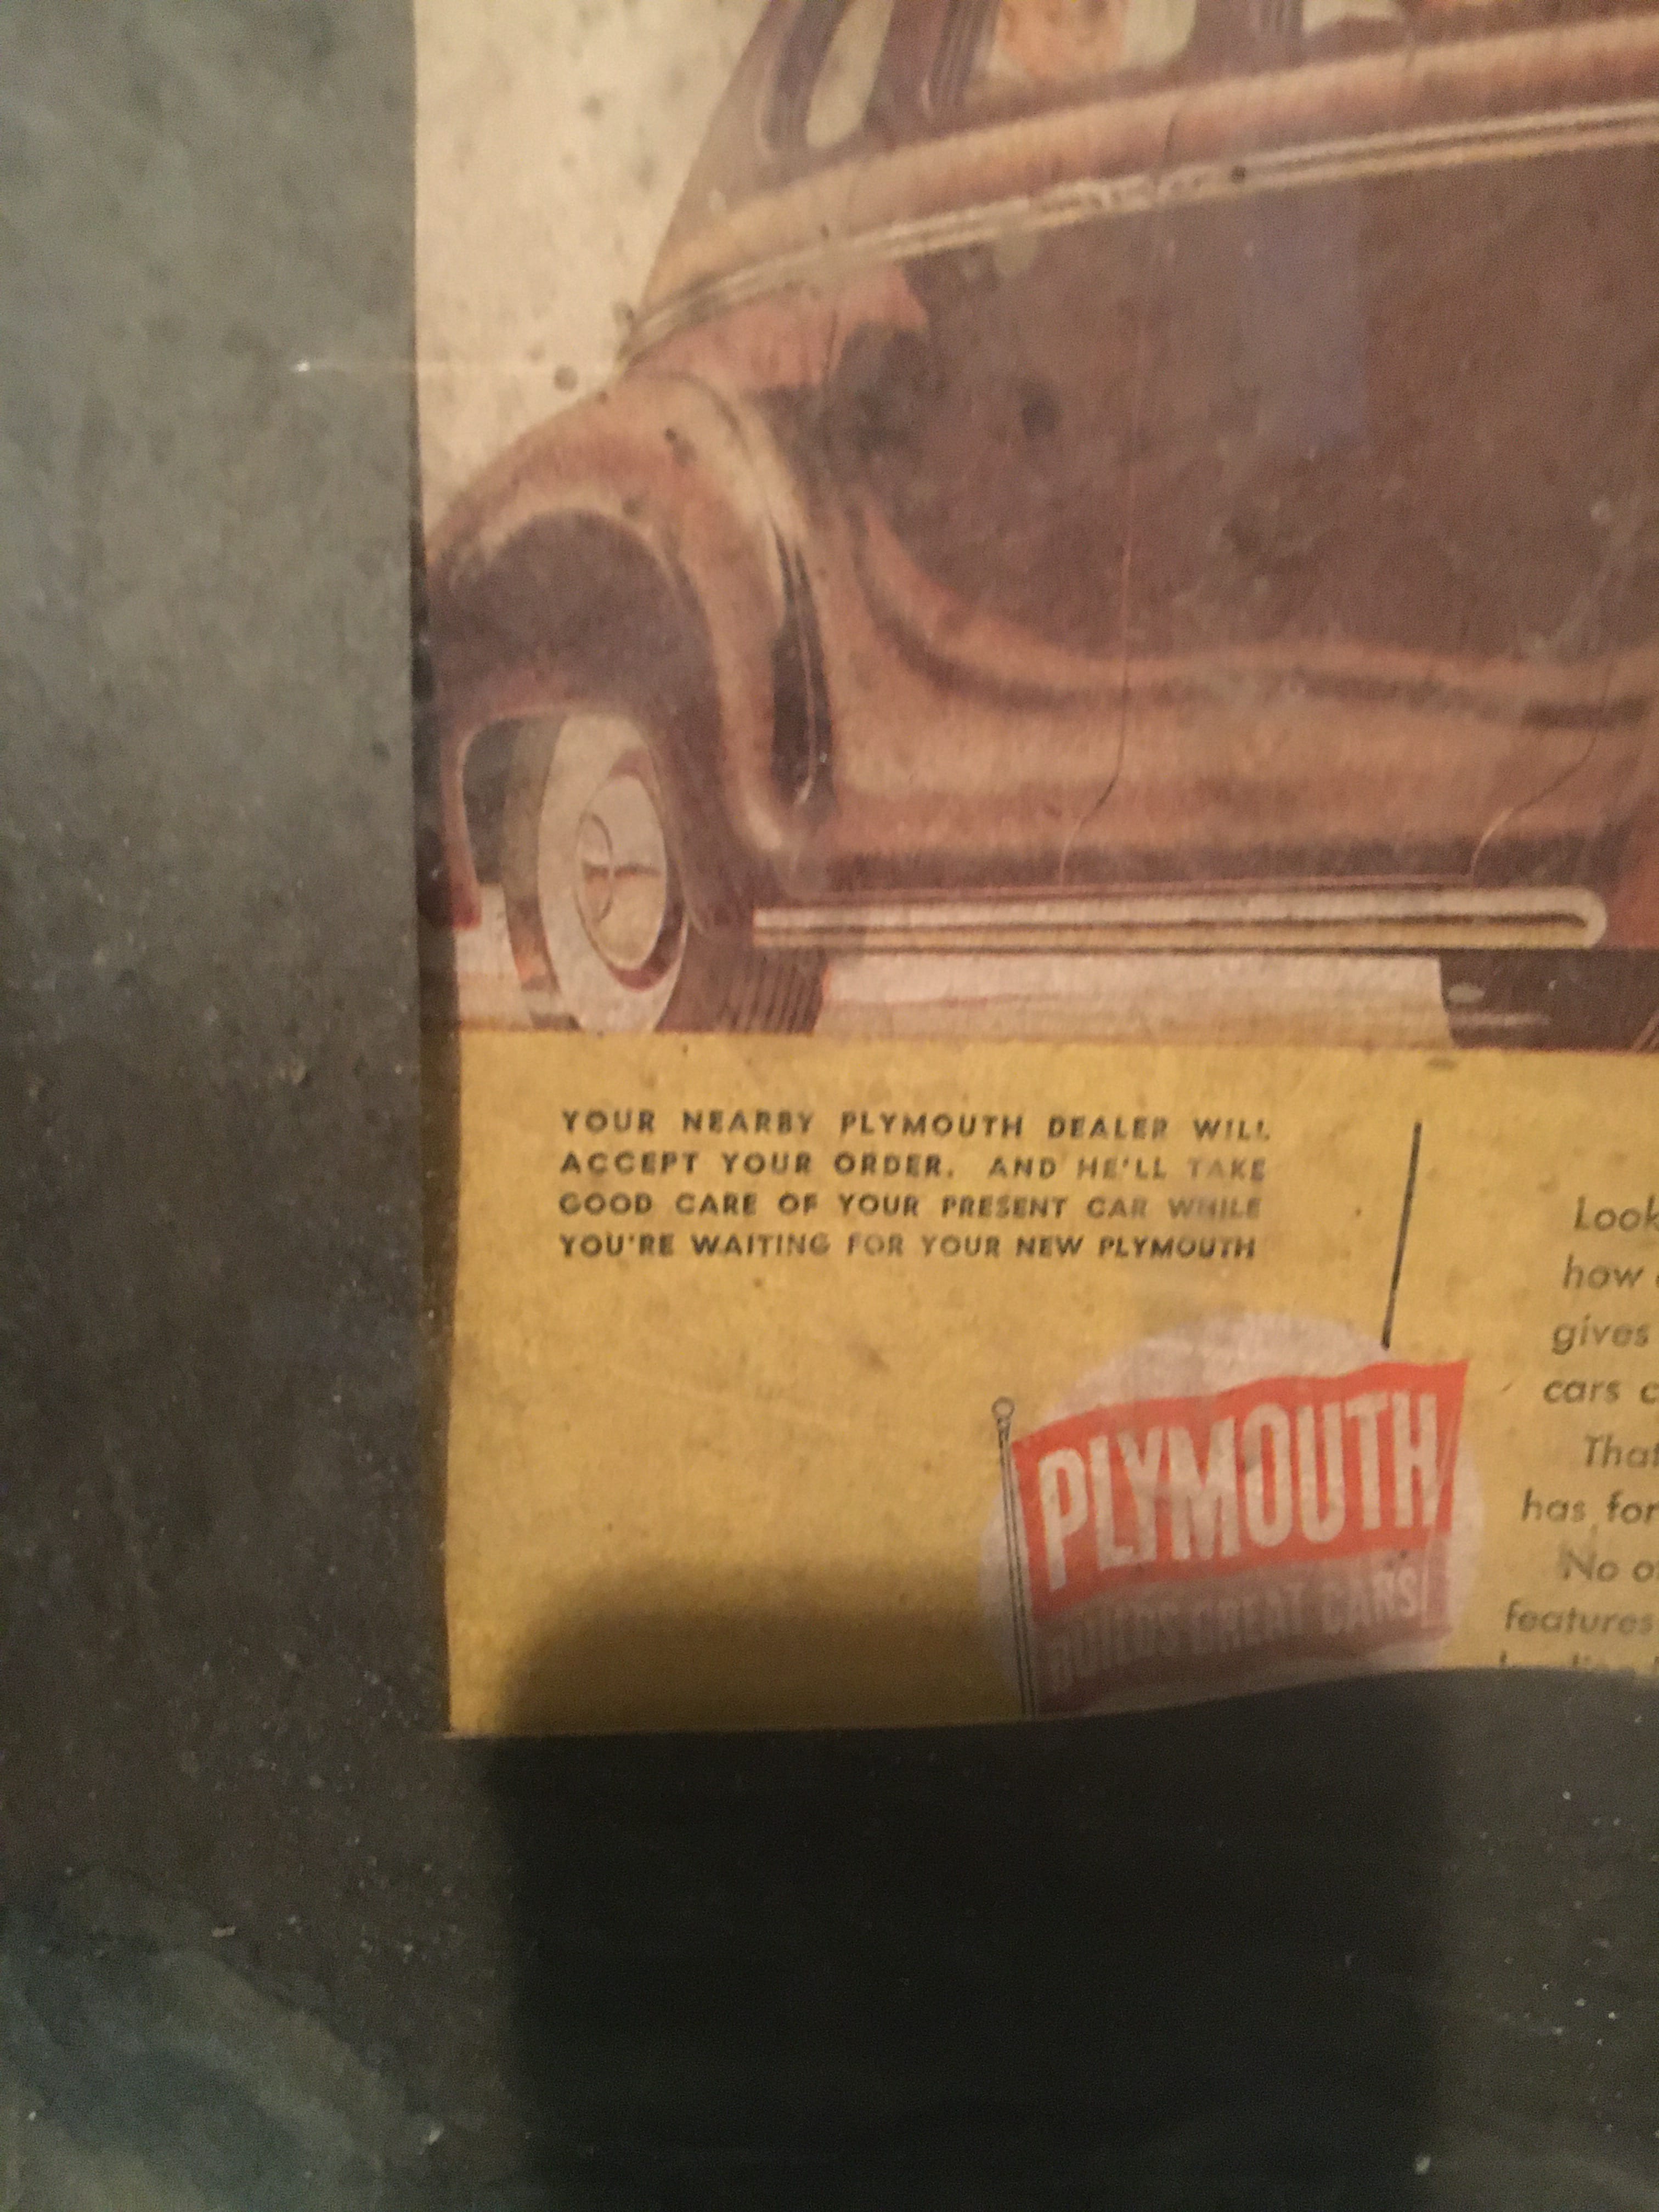 YOUR NEARBY PLYMOUTH DEALER WILL
ACCEPT YOUR ORDER. AND HE'LL TAKE
GOOD CARE OF YOUR PRESENT CAR WHILE
YOU'RE WAITING FOR YOUR NEW PLYMOUTH
PLYMOUTH
BUILDS GREAT CARS!
Look
how
gives
cars
That
has for
No
features